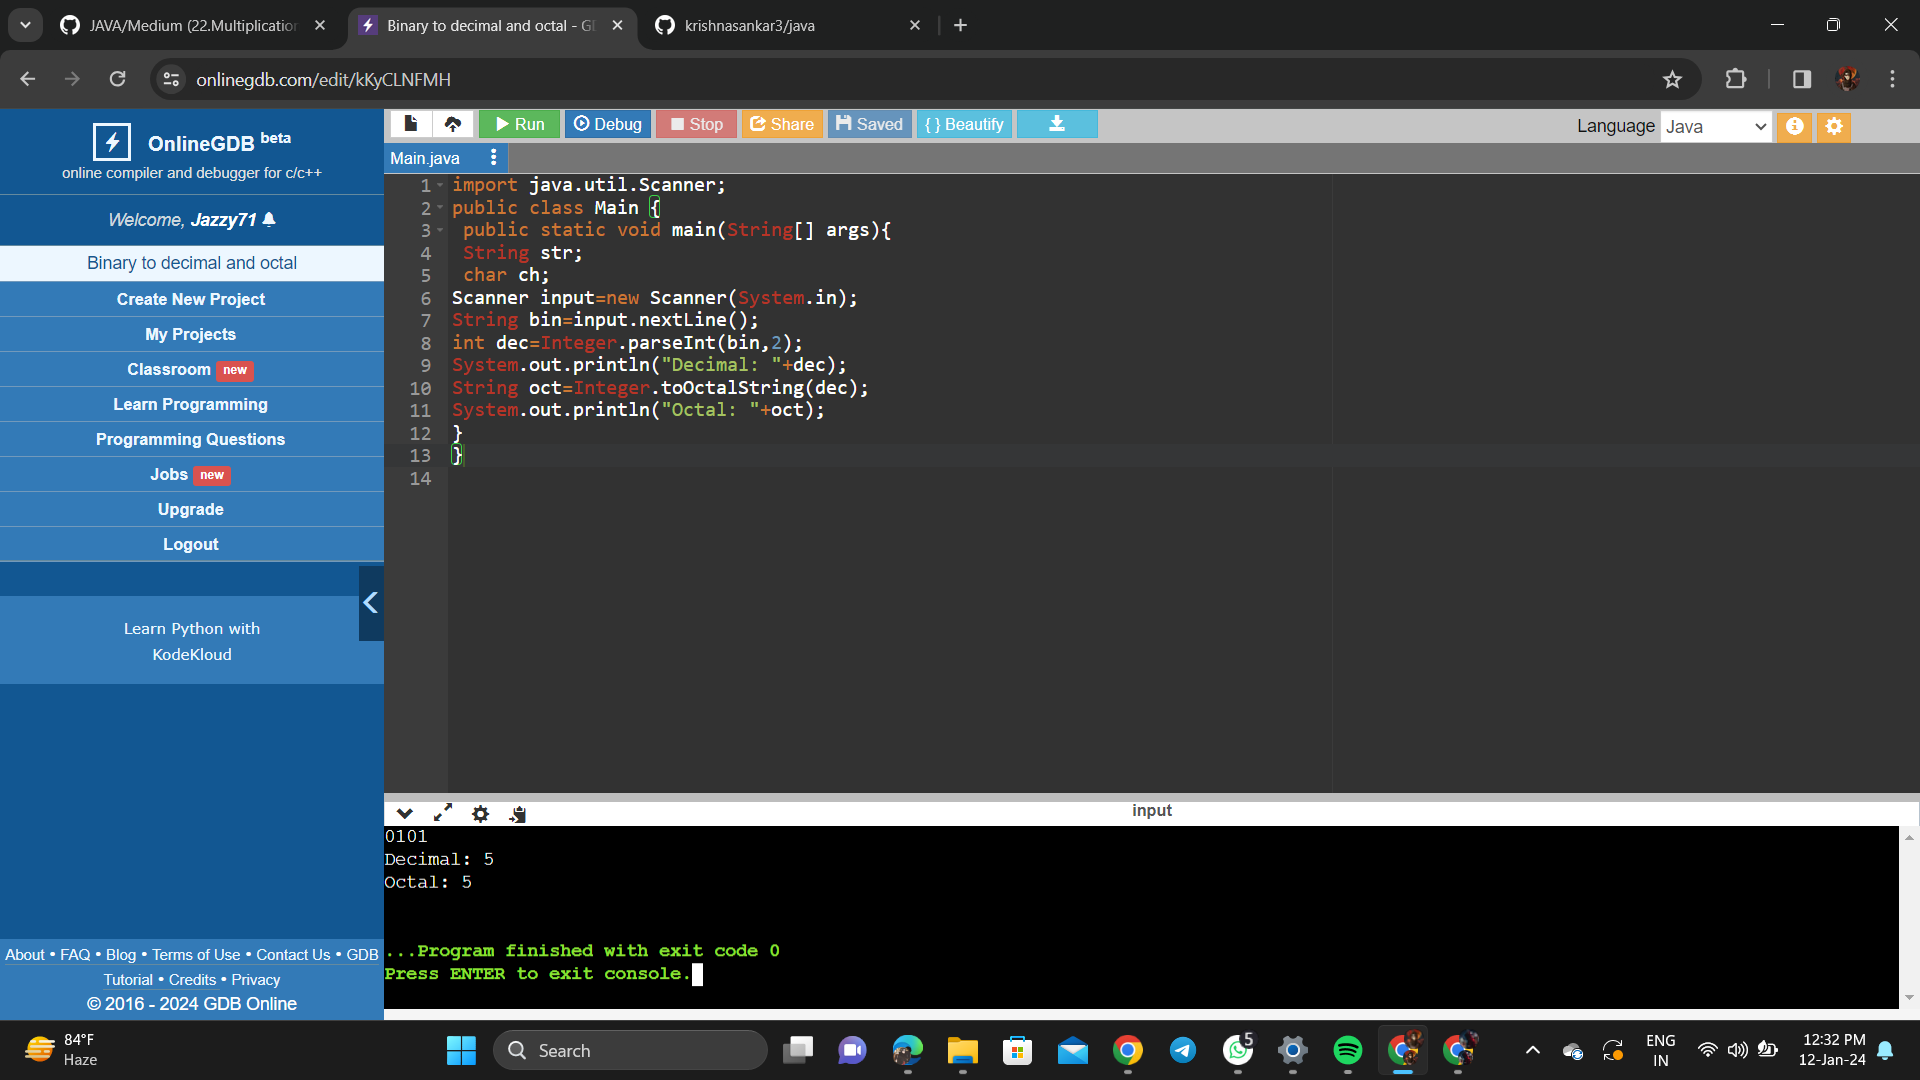 JAVA/Medium (22.Multiplication
Binary to decimal and octal - G
krishnasankar3/java
onlinegdb.com/edit/kKyCLNFMH
OnlineGDB beta
online compiler and debugger for c/c++
Welcome, Jazzy71
Binary to decimal and octal
Create New Project
My Projects
Classroom new
Learn Programming
Programming Questions
Jobs new
Upgrade
Logout
Learn Python with
KodeKloud
About • FAQ • Blog • Terms of Use • Contact Us • GDB
Tutorial • Credits • Privacy
© 2016 - 2024 GDB Online
Run
Debug
Stop
Share
Saved
{ } Beautify
Language Java
Main.java
1 import java.util.Scanner;
2 public class Main {
3 public static void main(String[] args){
4 String str;
5 char ch;
6 Scanner input=new Scanner(System.in);
7 String bin=input.nextLine();
8 int dec=Integer.parseInt(bin,2);
9 System.out.println("Decimal: "+dec);
10 String oct=Integer.toOctalString(dec);
11 System.out.println("Octal: "+oct);
12 }
13 }
14
input
0101
Decimal: 5
Octal: 5
...Program finished with exit code 0
Press ENTER to exit console.
84°F
Haze
Search
5
ENG
IN
12:32 PM
12-Jan-24